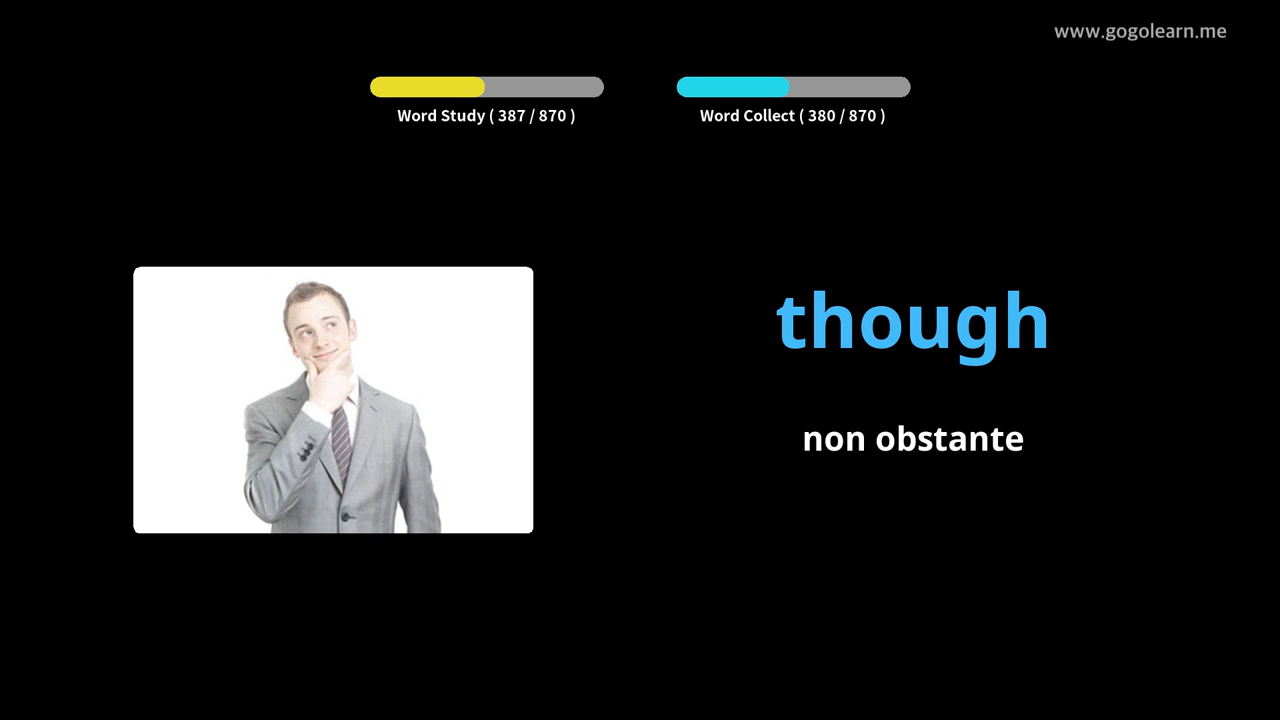 www.gogolearn.me
Word Study ( 387 / 870 )
Word Collect ( 380 / 870 )
though
non obstante